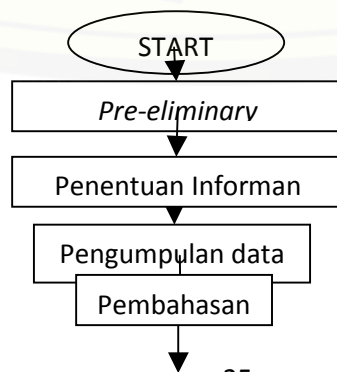 START
Pre-eliminary
Penentuan Informan
Pengumpulan data
Pembahasan